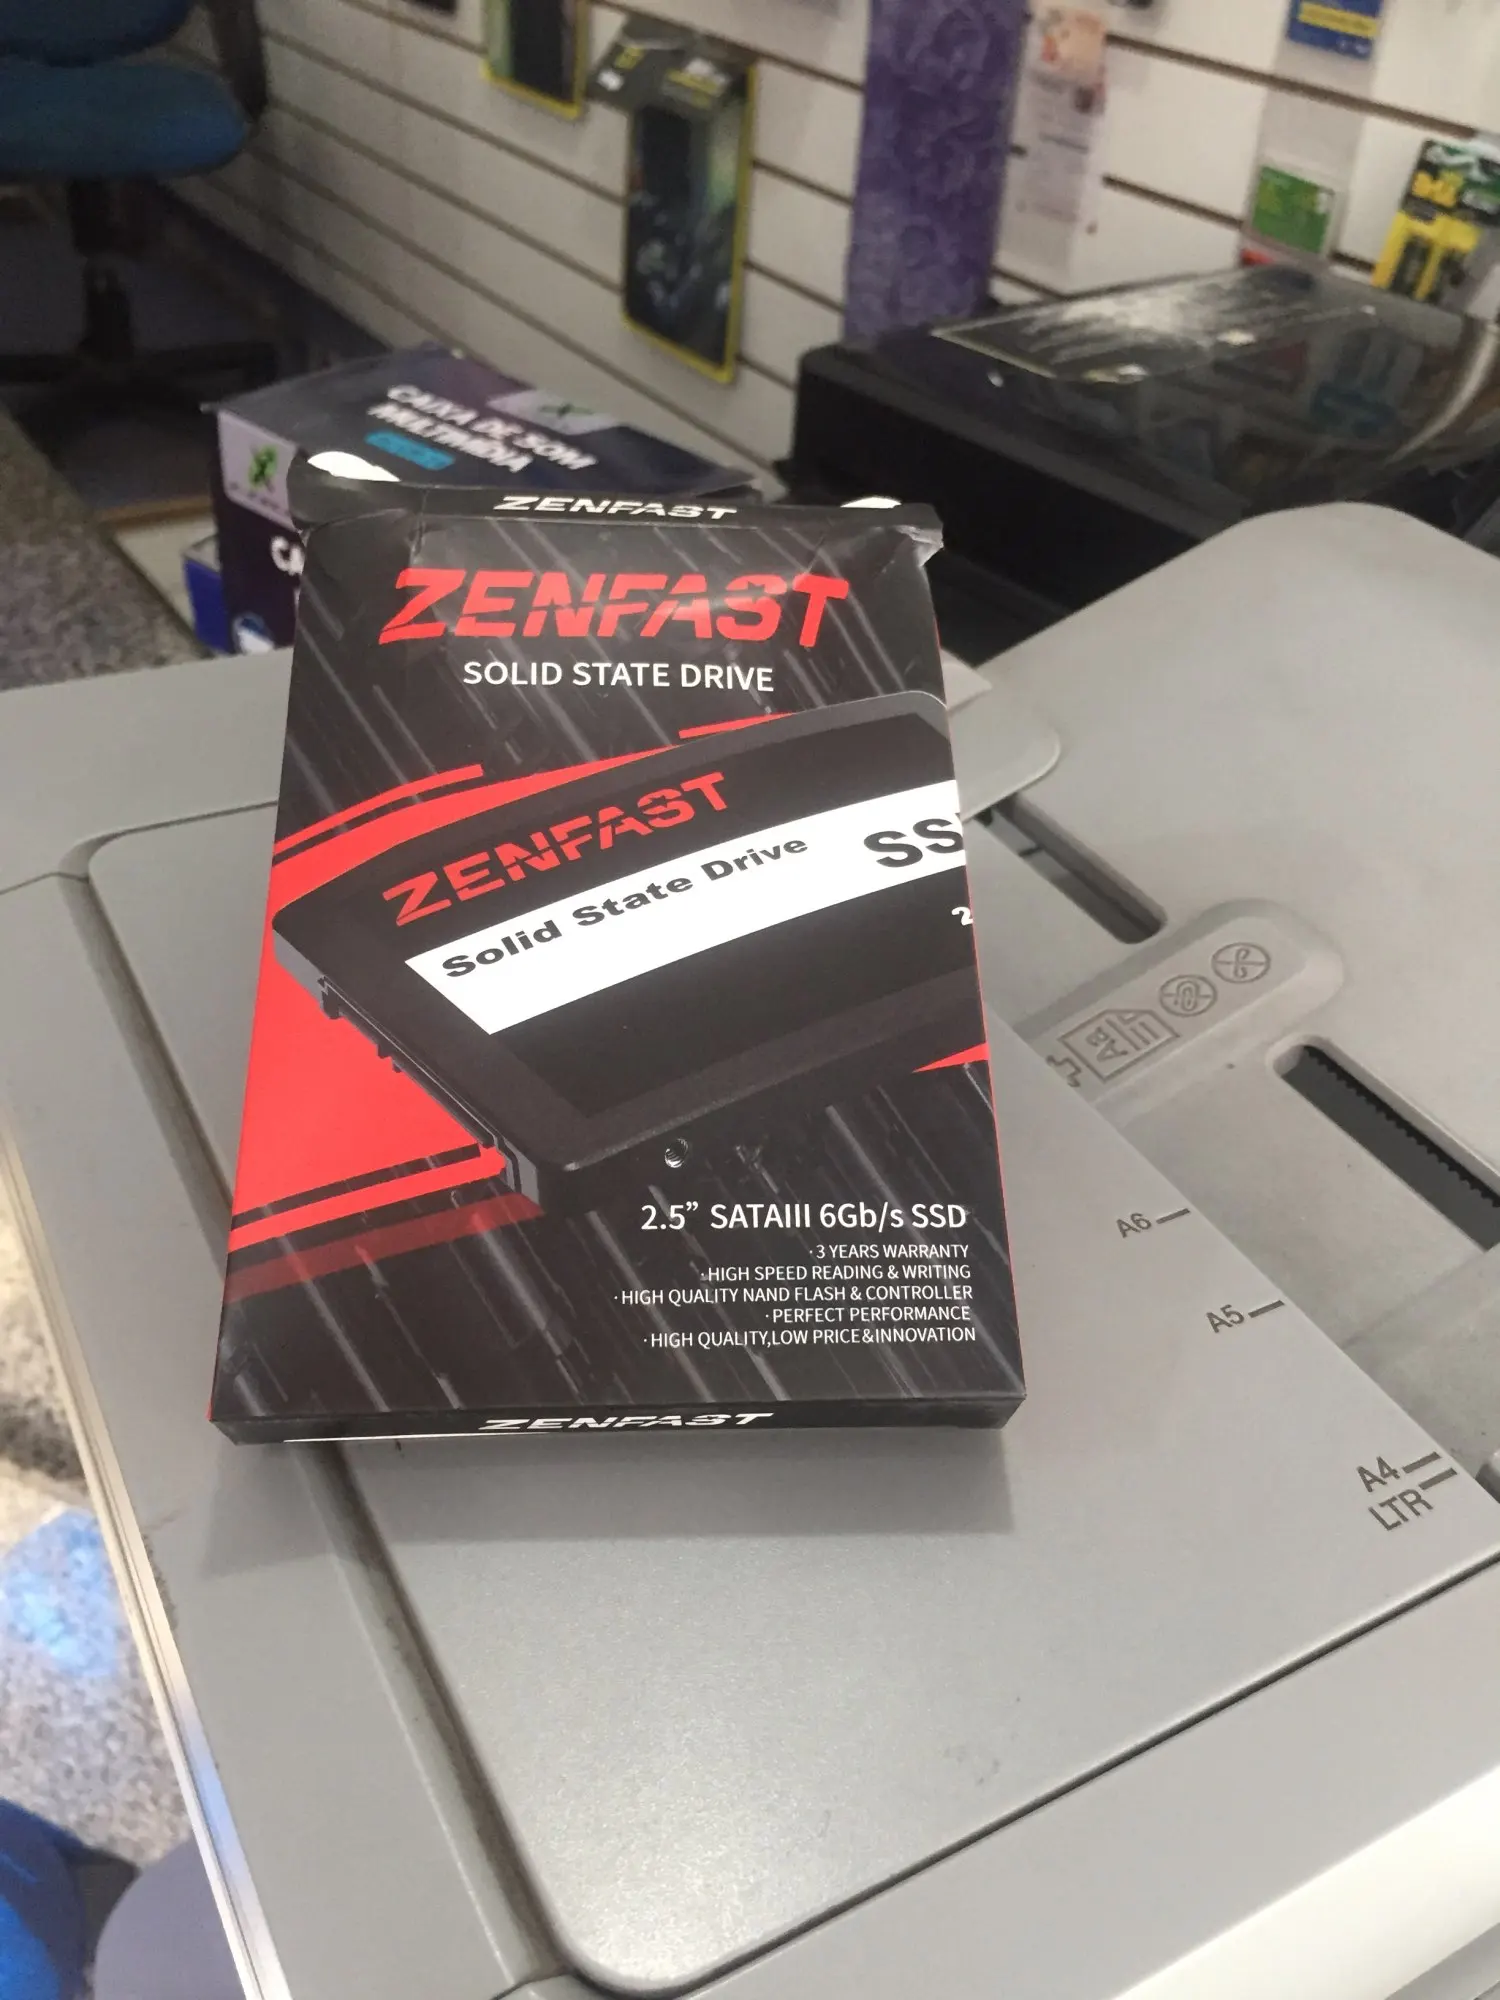 CAIXA DE SOM
MULTIMÍDIA
ZENFAST
ZENFAST
SOLID STATE DRIVE
ZENFAST
Solid State Drive
SS
2
2.5” SATAIII 6Gb/s SSD
·3 YEARS WARRANTY
·HIGH SPEED READING & WRITING
·HIGH QUALITY NAND FLASH & CONTROLLER
·PERFECT PERFORMANCE
·HIGH QUALITY,LOW PRICE&INNOVATION
ZENFAST
A6
A5
A4
LTR